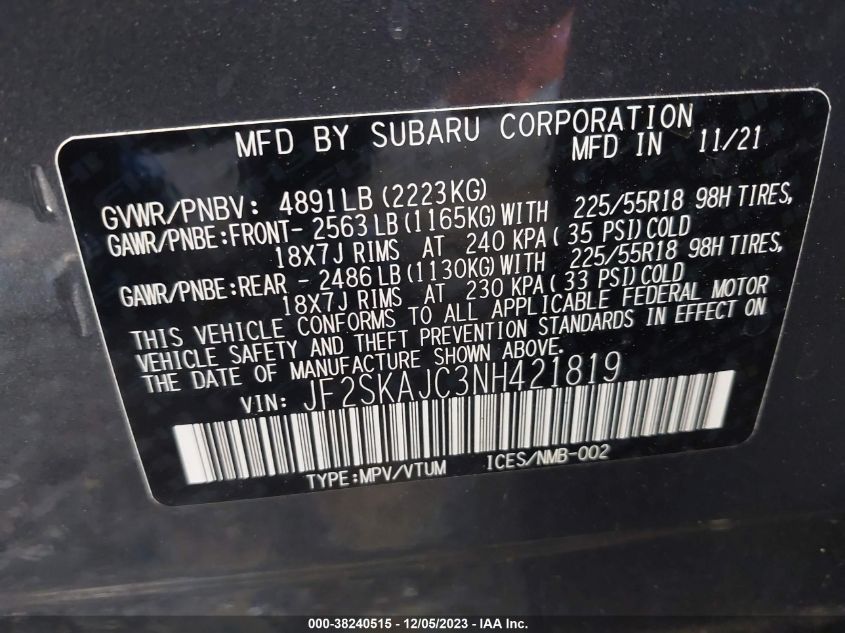 MFD BY SUBARU CORPORATION
MFD IN 11/21
GVWR/PNBV: 4891LB(2223KG)
GAWR/PNBE:FRONT- 2563LB(1165KG)WITH 225/55R18 98H TIRES,
18X7J RIMS AT 240 KPA(35 PSI)COLD
GAWR/PNBE:REAR - 2486LB(1130KG)WITH 225/55R18 98H TIRES,
18X7J RIMS AT 230 KPA(33 PSI)COLD
THIS VEHICLE CONFORMS TO ALL APPLICABLE FEDERAL MOTOR
VEHICLE SAFETY AND THEFT PREVENTION STANDARDS IN EFFECT ON
THE DATE OF MANUFACTURE SHOWN ABOVE.
VIN: JF2SKAJC3NH421819
TYPE:MPV/VTUM ICES/NMB-002
000-38240515 - 12/05/2023 - IAA Inc.